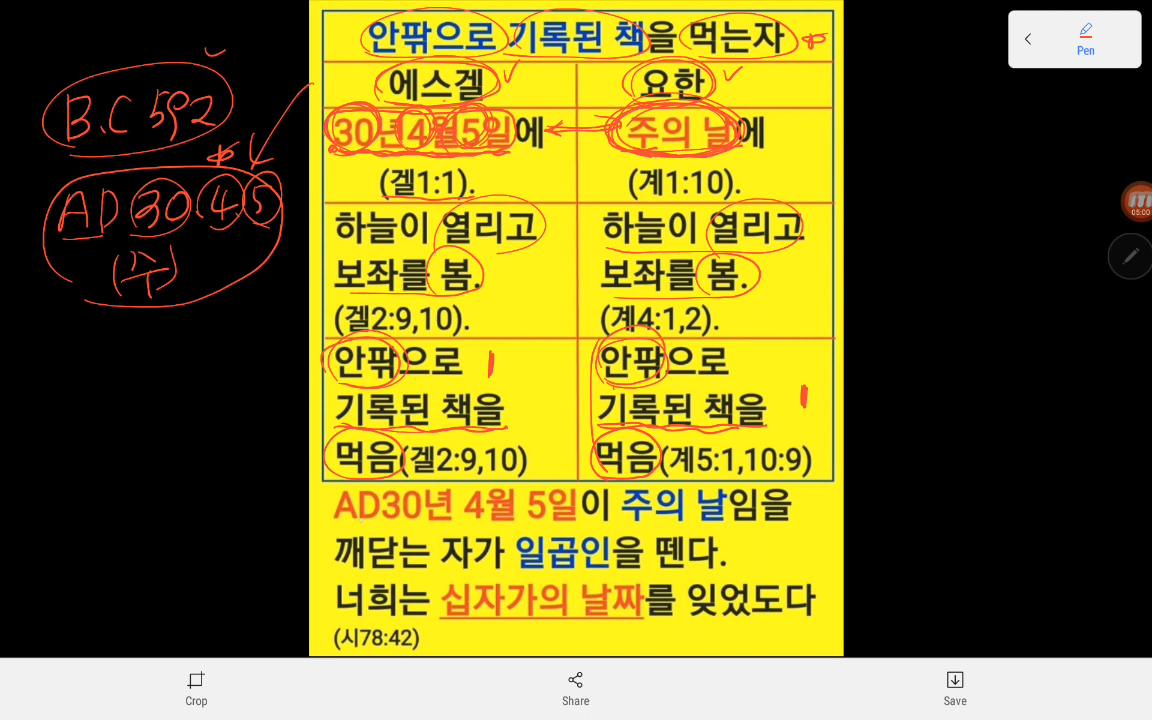 안팎으로 기록된 책을 먹는자
에스겔 요한
30년4월5일에 주의 날에
(겔1:1). (계1:10).
하늘이 열리고 하늘이 열리고
보좌를 봄. 보좌를 봄.
(겔2:9,10). (계4:1,2).
안팎으로 안팎으로
기록된 책을 기록된 책을
먹음(겔2:9,10) 먹음(계5:1,10:9)
AD30년 4월 5일이 주의 날임을
깨닫는 자가 일곱인을 뗀다.
너희는 십자가의 날짜를 잊었도다
(시78:42)
B.C 592
AD 30 4 5
(주)
Pen
05:00
Crop
Share
Save